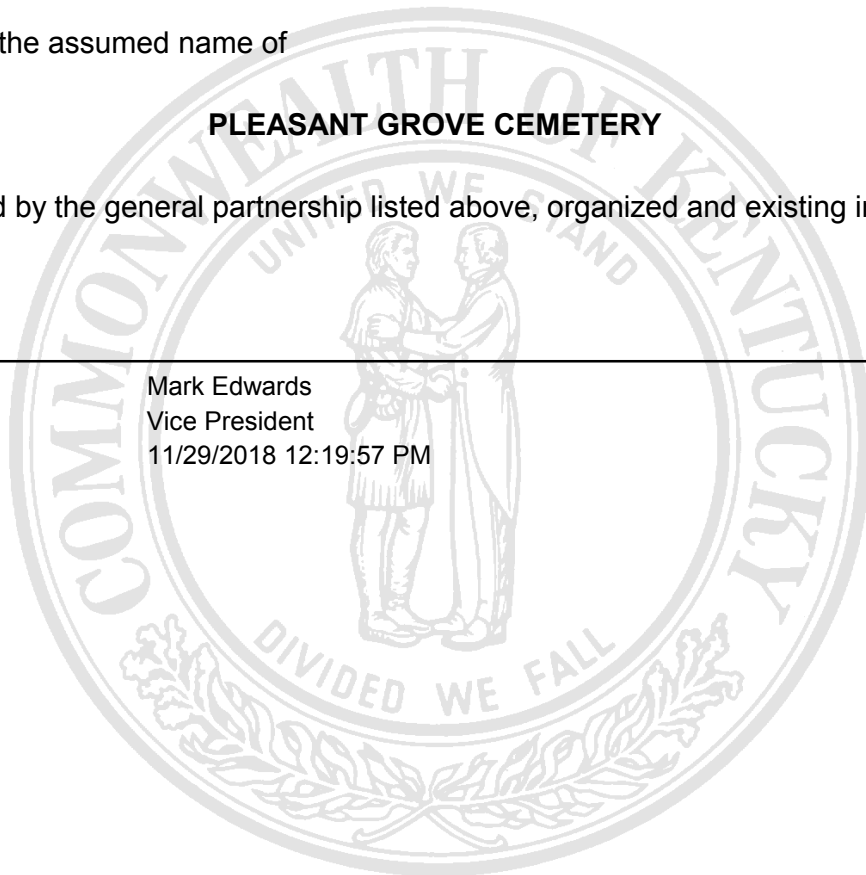 the assumed name of
PLEASANT GROVE CEMETERY
by the general partnership listed above, organized and existing
Mark Edwards
Vice President
11/29/2018 12:19:57 PM
COMMONWEALTH OF KENTUCKY
UNITED WE STAND
DIVIDED WE FALL